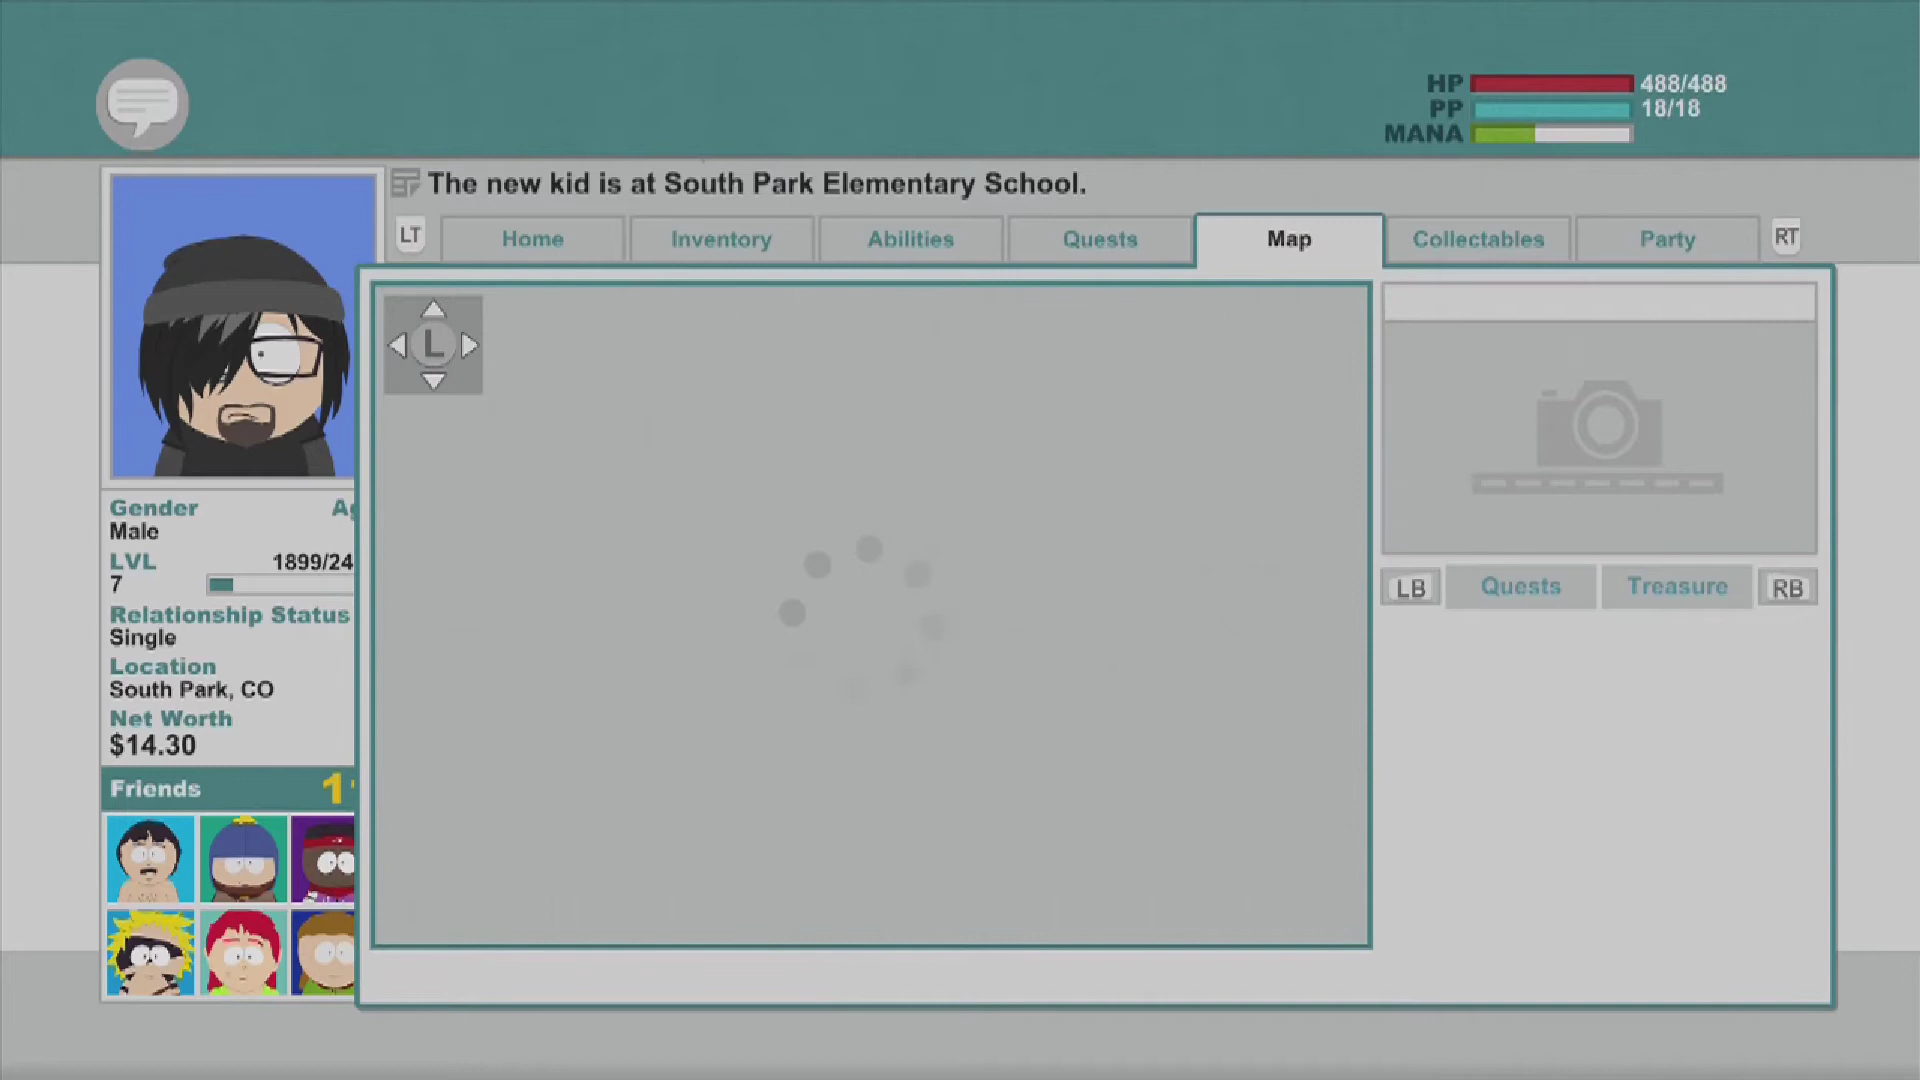 HP 488/488
PP 18/18
MANA
The new kid is at South Park Elementary School.
LT Home Inventory Abilities Quests Map Collectables Party RT
L
Gender
Male
LVL 1899/24
7
Relationship Status
Single
Location
South Park, CO
Net Worth
$14.30
Friends
LB Quests Treasure RB